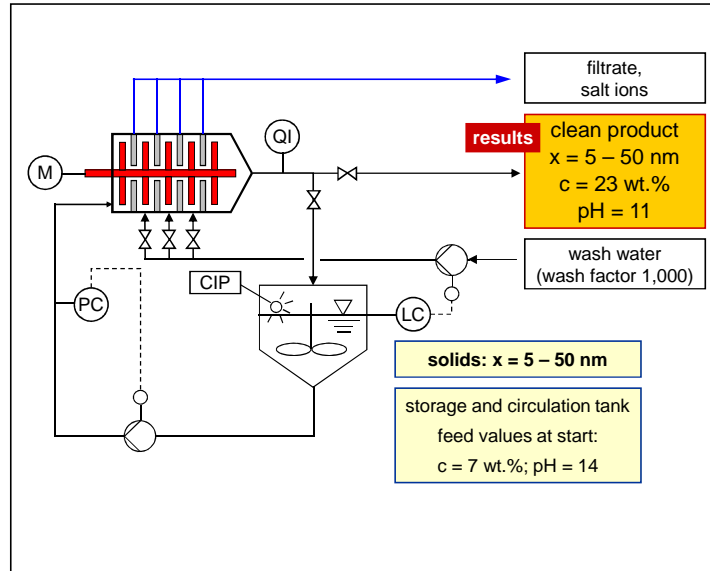 filtrate,
salt ions
QI
results
clean product
x = 5 – 50 nm
c = 23 wt.%
pH = 11
M
wash water
(wash factor 1,000)
CIP
PC
LC
solids: x = 5 – 50 nm
storage and circulation tank
feed values at start:
c = 7 wt.%; pH = 14